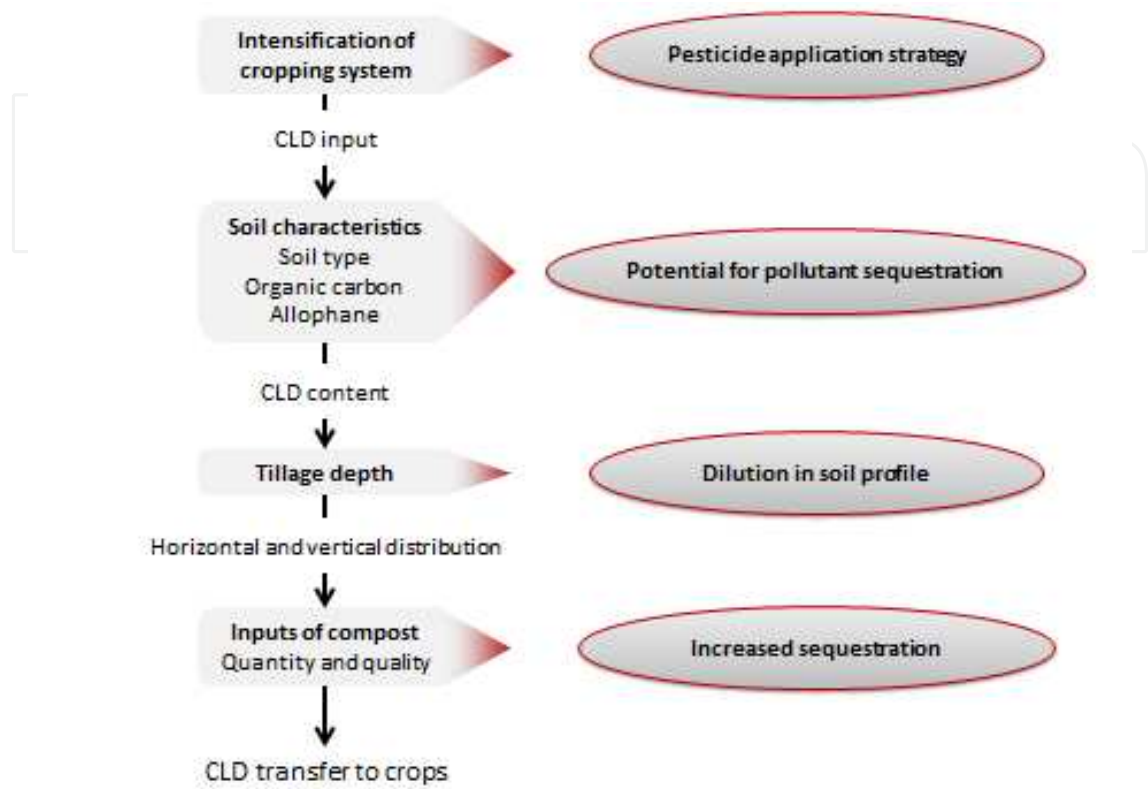 Intensification of
cropping system
Pesticide application strategy
CLD input
Soil characteristics
Soil type
Organic carbon
Allophane
Potential for pollutant sequestration
CLD content
Tillage depth
Dilution in soil profile
Horizontal and vertical distribution
Inputs of compost
Quantity and quality
Increased sequestration
CLD transfer to crops